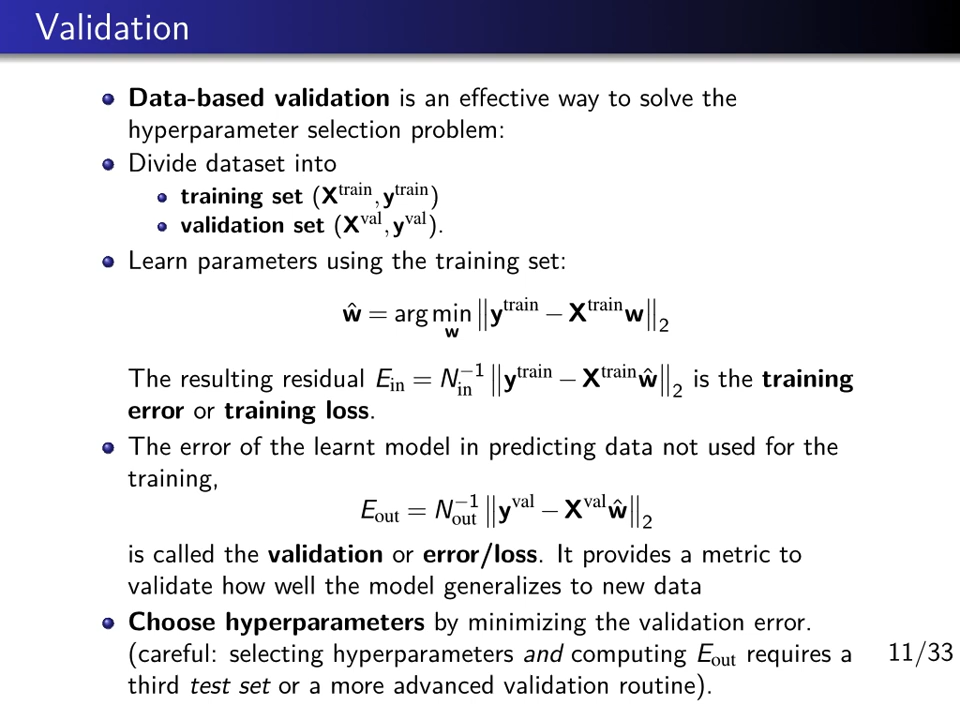 Validation
Data-based validation is an effective way to solve the
hyperparameter selection problem:
Divide dataset into
training set (X^train, y^train)
validation set (X^val, y^val).
Learn parameters using the training set:
ŵ = arg min_w ‖y^train − X^train w‖_2
The resulting residual E_in = N_in^−1 ‖y^train − X^train ŵ‖_2 is the training
error or training loss.
The error of the learnt model in predicting data not used for the
training,
E_out = N_out^−1 ‖y^val − X^val ŵ‖_2
is called the validation or error/loss. It provides a metric to
validate how well the model generalizes to new data
Choose hyperparameters by minimizing the validation error.
(careful: selecting hyperparameters and computing E_out requires a
third test set or a more advanced validation routine).
11/33